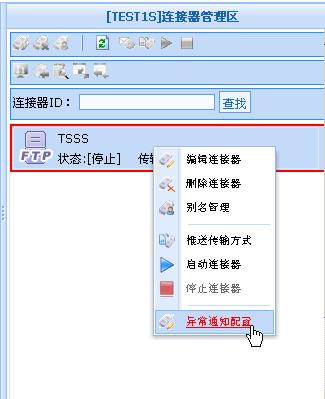 [TEST1S]连接器管理区
连接器ID： 查找
TSSS
FTP
状态:[停止] 传输
编辑连接器
删除连接器
别名管理
推送传输方式
启动连接器
停止连接器
异常通知配置